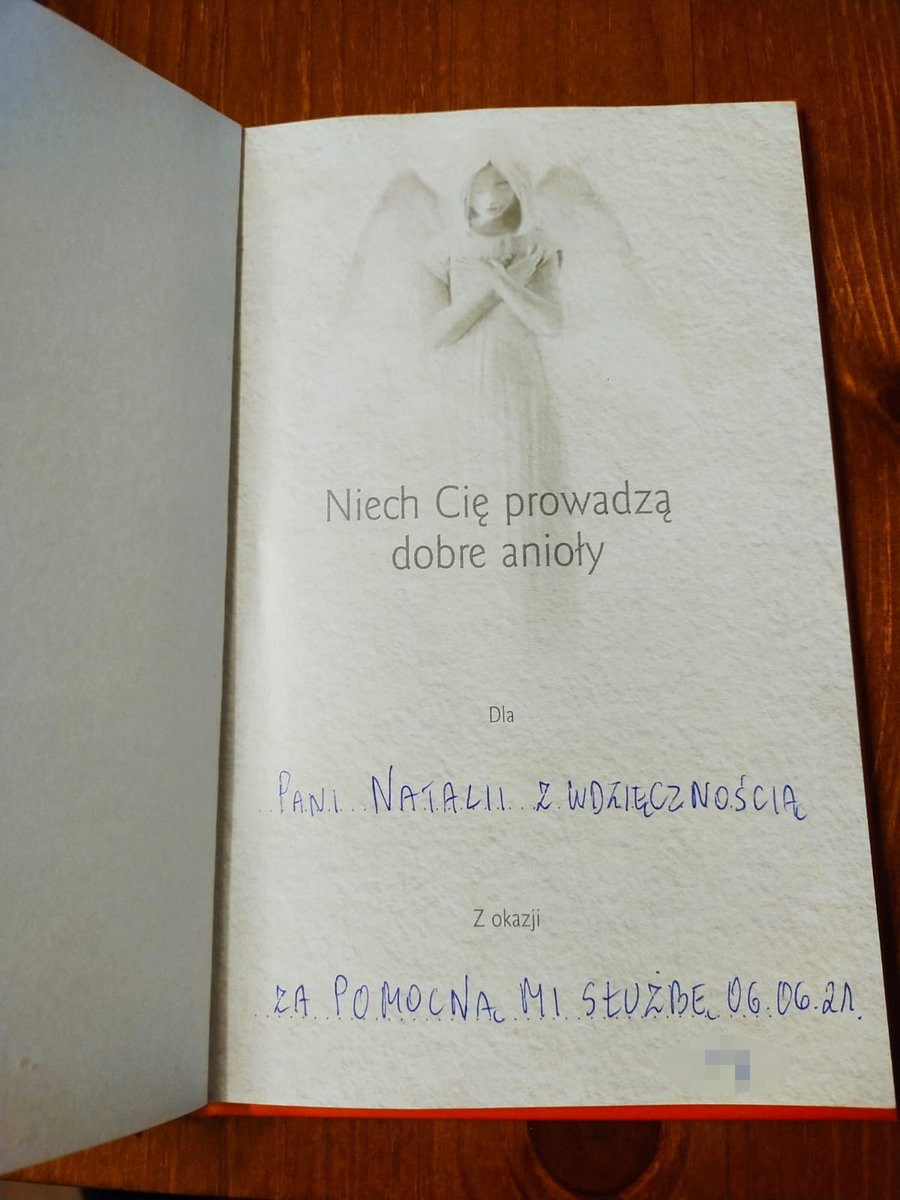 Niech Cię prowadzą
dobre anioły
Dla
PANI NATALII Z WDZIĘCZNOŚCIĄ
Z okazji
ZA POMOCNĄ MI SŁUŻBĘ 06.06.21.